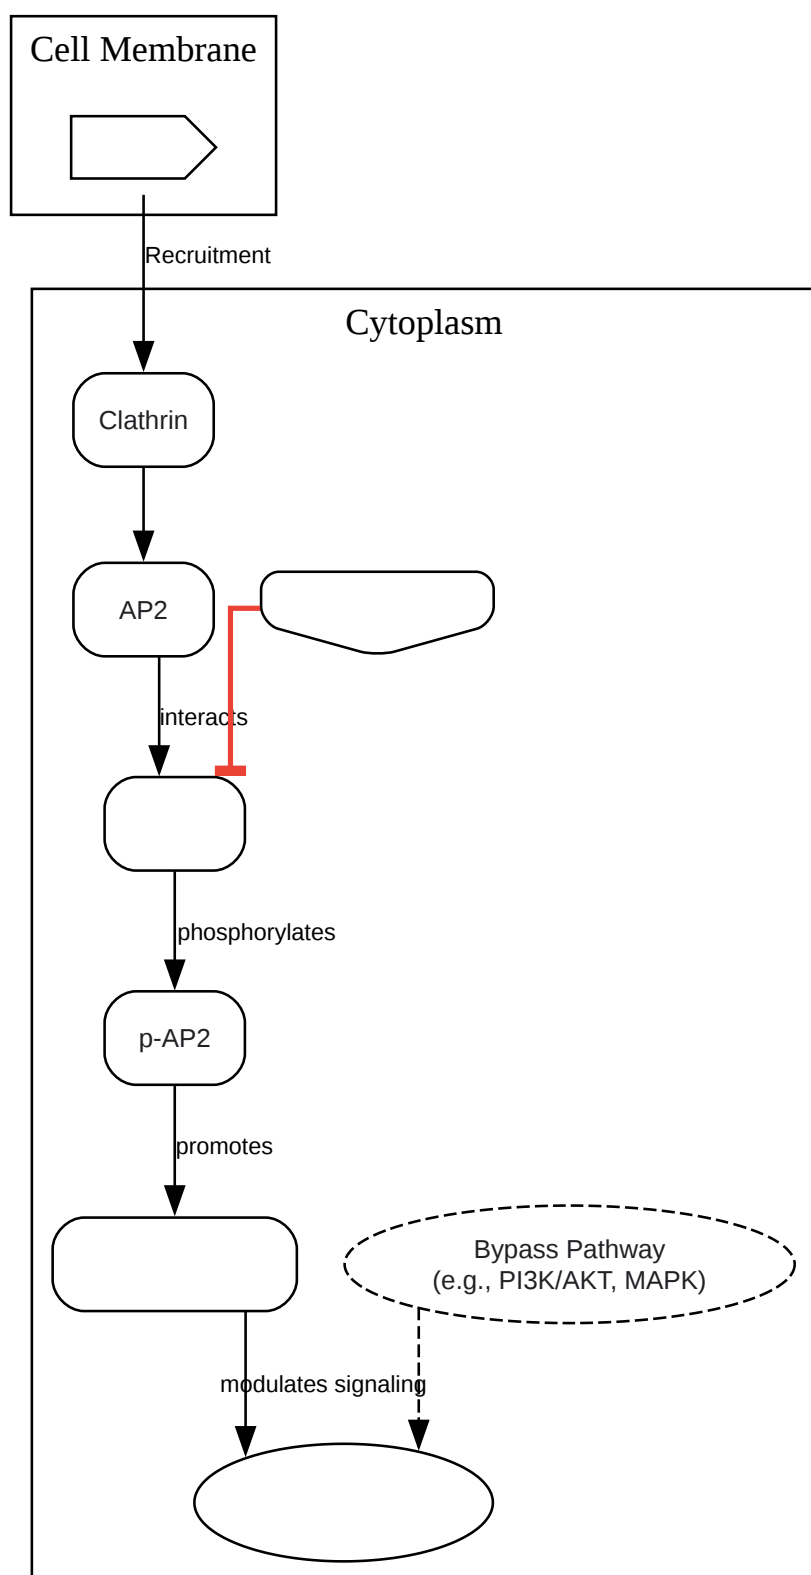 Cell Membrane
Recruitment
Cytoplasm
Clathrin
AP2
interacts
phosphorylates
p-AP2
promotes
Bypass Pathway
(e.g., PI3K/AKT, MAPK)
modulates signaling